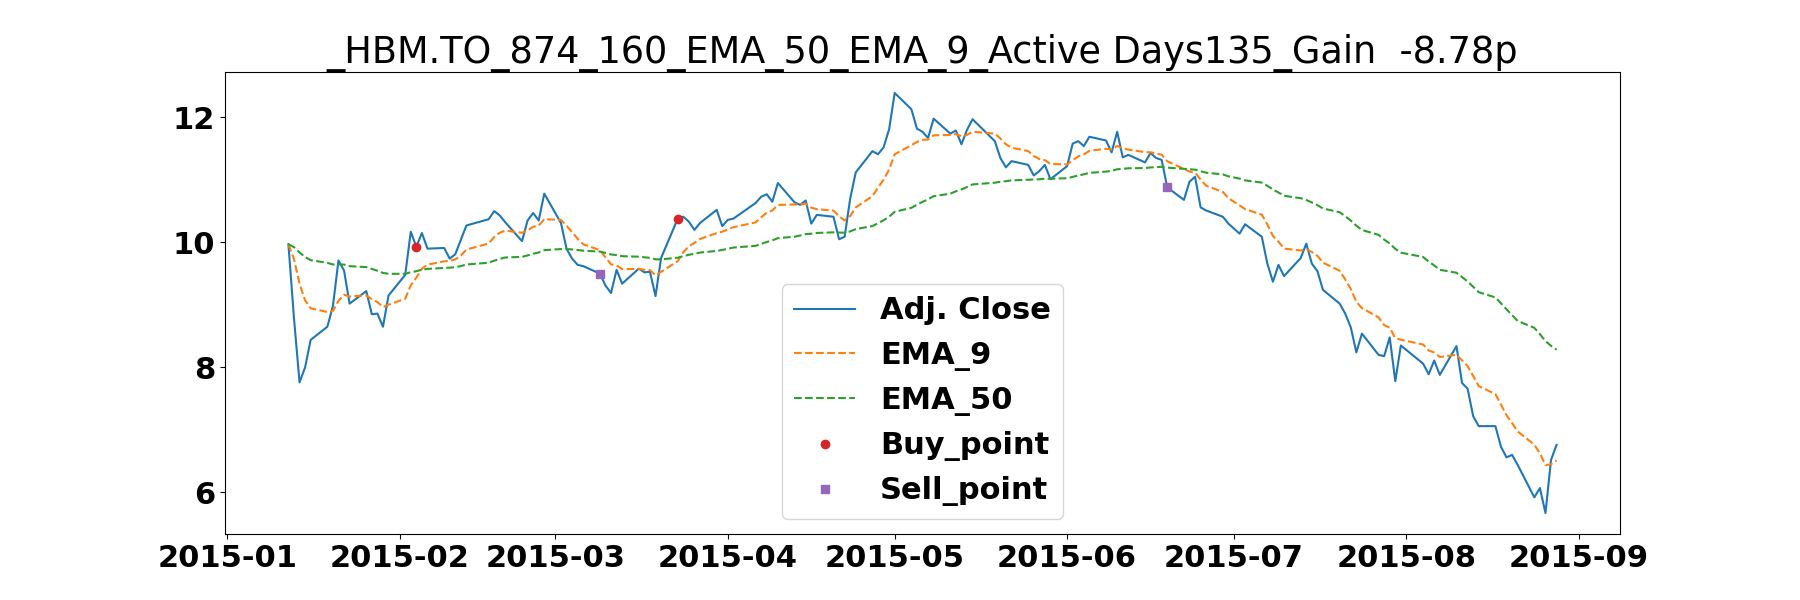 _HBM.TO_874_160_EMA_50_EMA_9_Active Days135_Gain  -8.78p
12
10
8
6
Adj. Close
EMA_9
EMA_50
Buy_point
Sell_point
2015-01 2015-02 2015-03 2015-04 2015-05 2015-06 2015-07 2015-08 2015-09